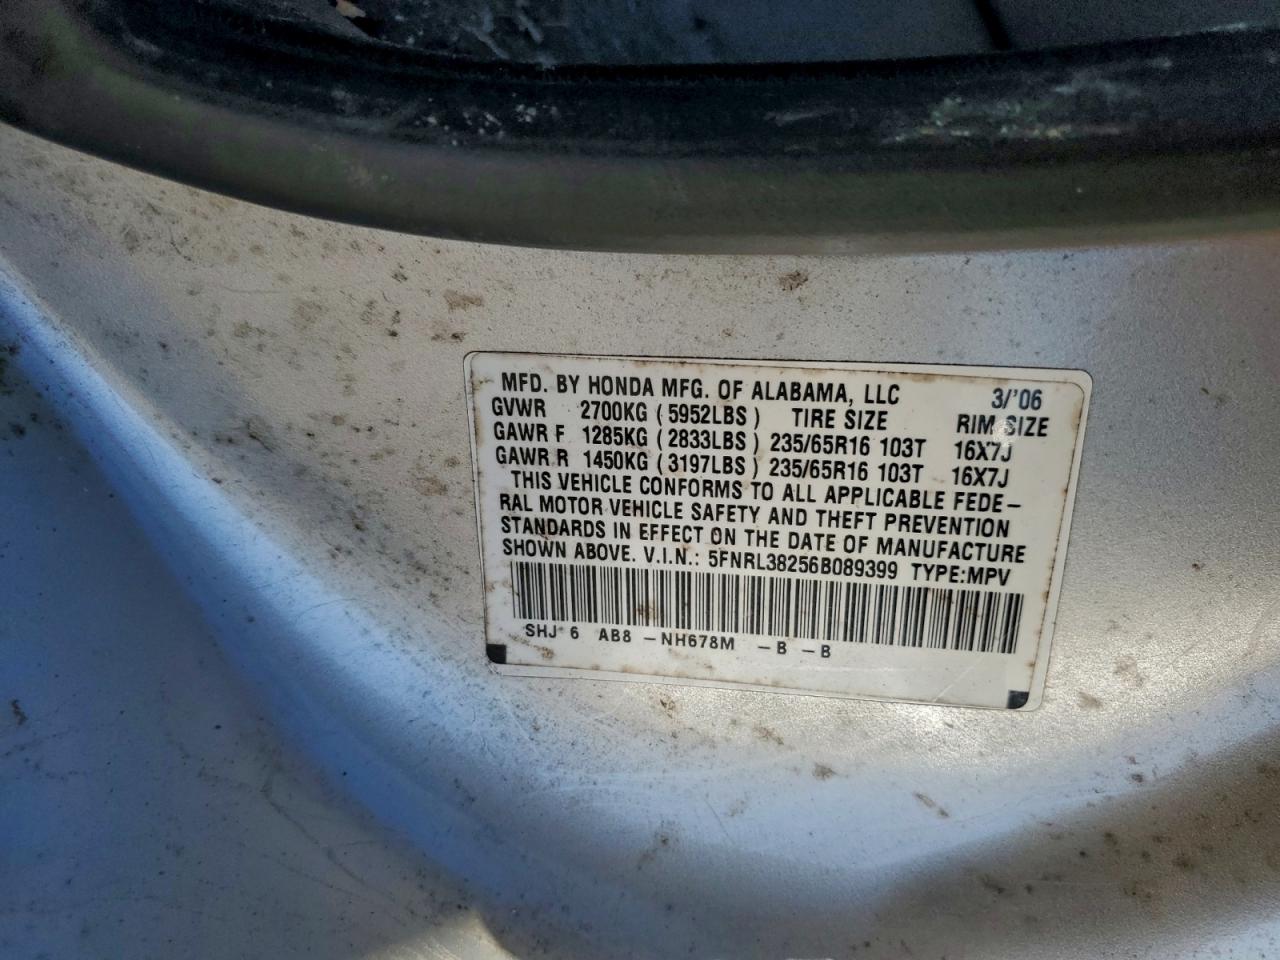 MFD. BY HONDA MFG. OF ALABAMA, LLC 3/'06
GVWR 2700KG (5952LBS) TIRE SIZE RIM SIZE
GAWR F 1285KG (2833LBS) 235/65R16 103T 16X7J
GAWR R 1450KG (3197LBS) 235/65R16 103T 16X7J
THIS VEHICLE CONFORMS TO ALL APPLICABLE FEDE-
RAL MOTOR VEHICLE SAFETY AND THEFT PREVENTION
STANDARDS IN EFFECT ON THE DATE OF MANUFACTURE
SHOWN ABOVE. V.I.N.: 5FNRL38256B089399 TYPE:MPV
SHJ 6 AB8 -NH678M -B -B